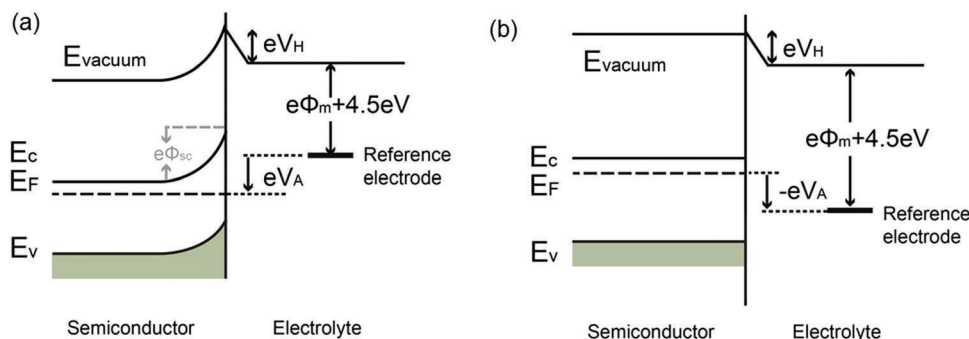 (a)
Evacuum
eVH
eΦm+4.5eV
eΦsc
Ec
EF
Ev
eVA
Reference
electrode
Semiconductor
Electrolyte
(b)
Evacuum
eVH
eΦm+4.5eV
Ec
EF
Ev
-eVA
Reference
electrode
Semiconductor
Electrolyte